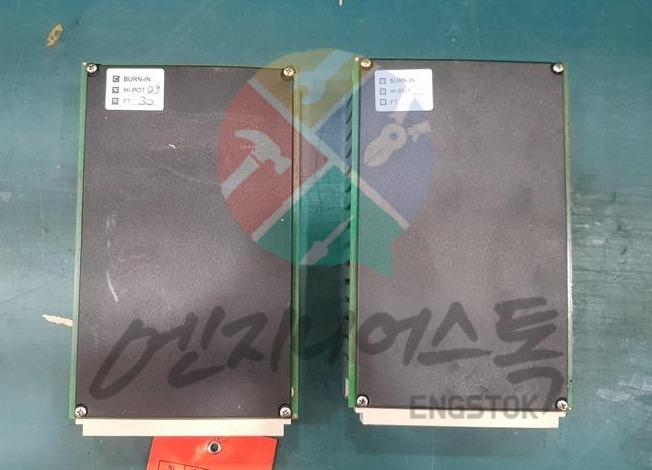 BURN-IN
HI-POT 09
FT 30
BURN-IN
HI-POT
FT
엔지니어스톡
ENGSTOK